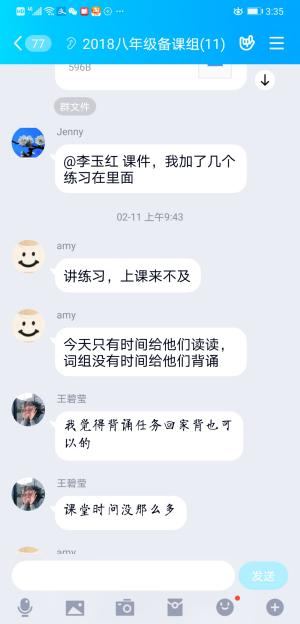 3:35
77
2018八年级备课组(11)
596B
群文件
Jenny
@李玉红 课件，我加了几个
练习在里面
02-11 上午9:43
amy
讲练习，上课来不及
amy
今天只有时间给他们读读，
词组没有时间给他们背诵
王碧莹
我觉得背诵任务回家背也可
以的
王碧莹
课堂时间没那么多
amy
发送